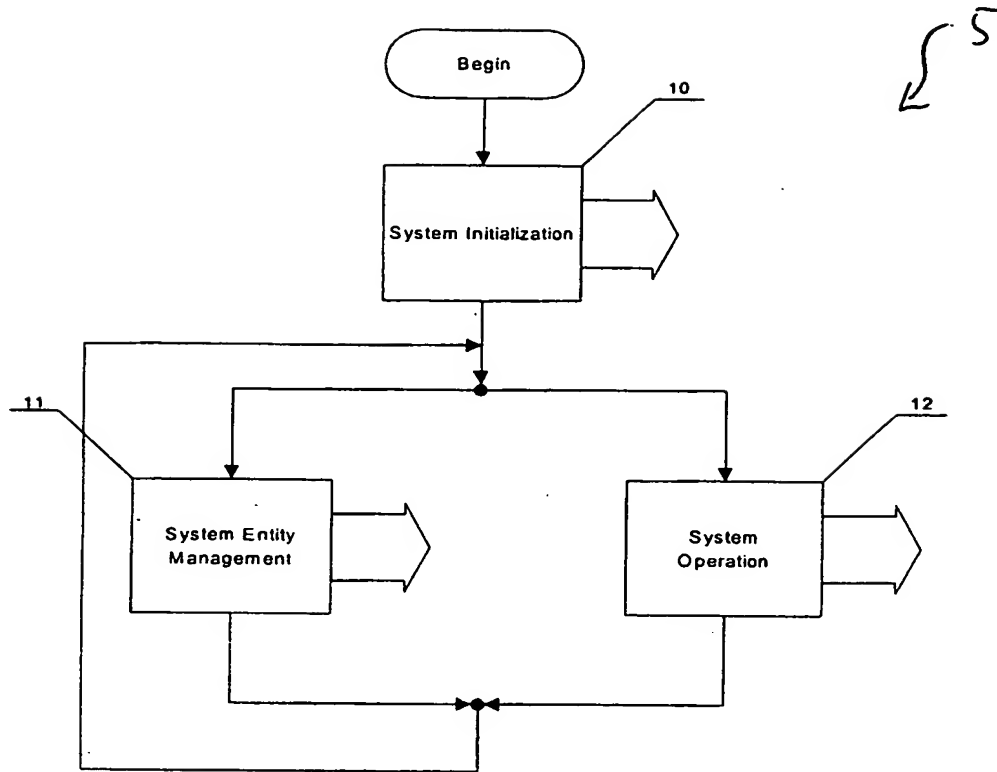 5
Begin
10
System Initialization
11
12
System Entity
Management
System
Operation